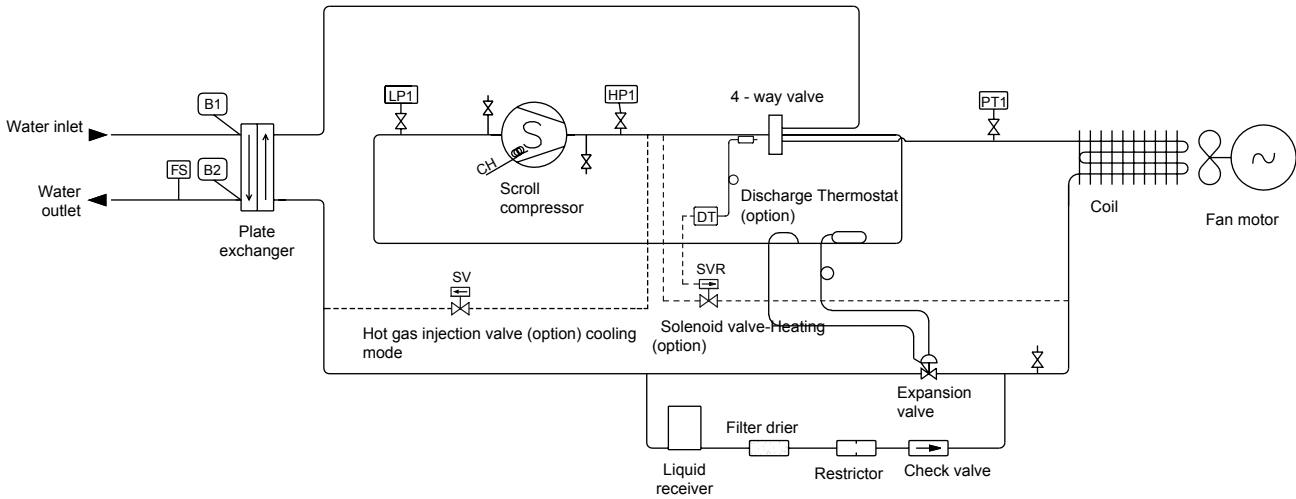 LP1
HP1
4 - way valve
PT1
B1
Water inlet
S
FS
B2
CH
Water
outlet
Scroll
compressor
DT
Discharge Thermostat
(option)
Coil
Fan motor
Plate
exchanger
SV
SVR
Hot gas injection valve (option) cooling
mode
Solenoid valve-Heating
(option)
Expansion
valve
Filter drier
Liquid
receiver
Restrictor
Check valve